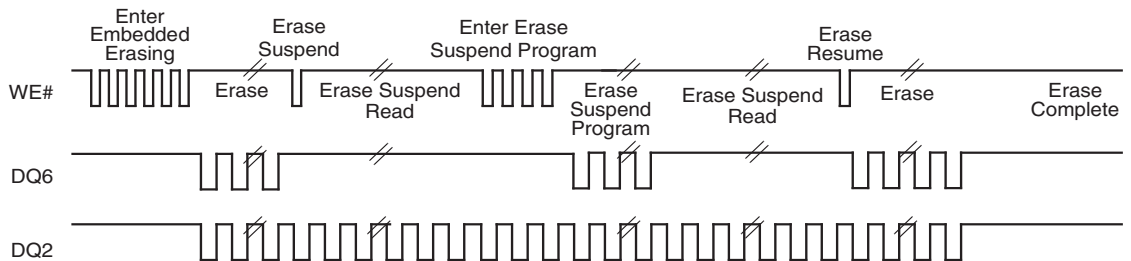 Enter
Embedded
Erasing
Erase
Suspend
Enter Erase
Suspend Program
Erase
Resume
WE#
Erase
Erase Suspend
Read
Erase
Suspend
Program
Erase Suspend
Read
Erase
Erase
Complete
DQ6
DQ2